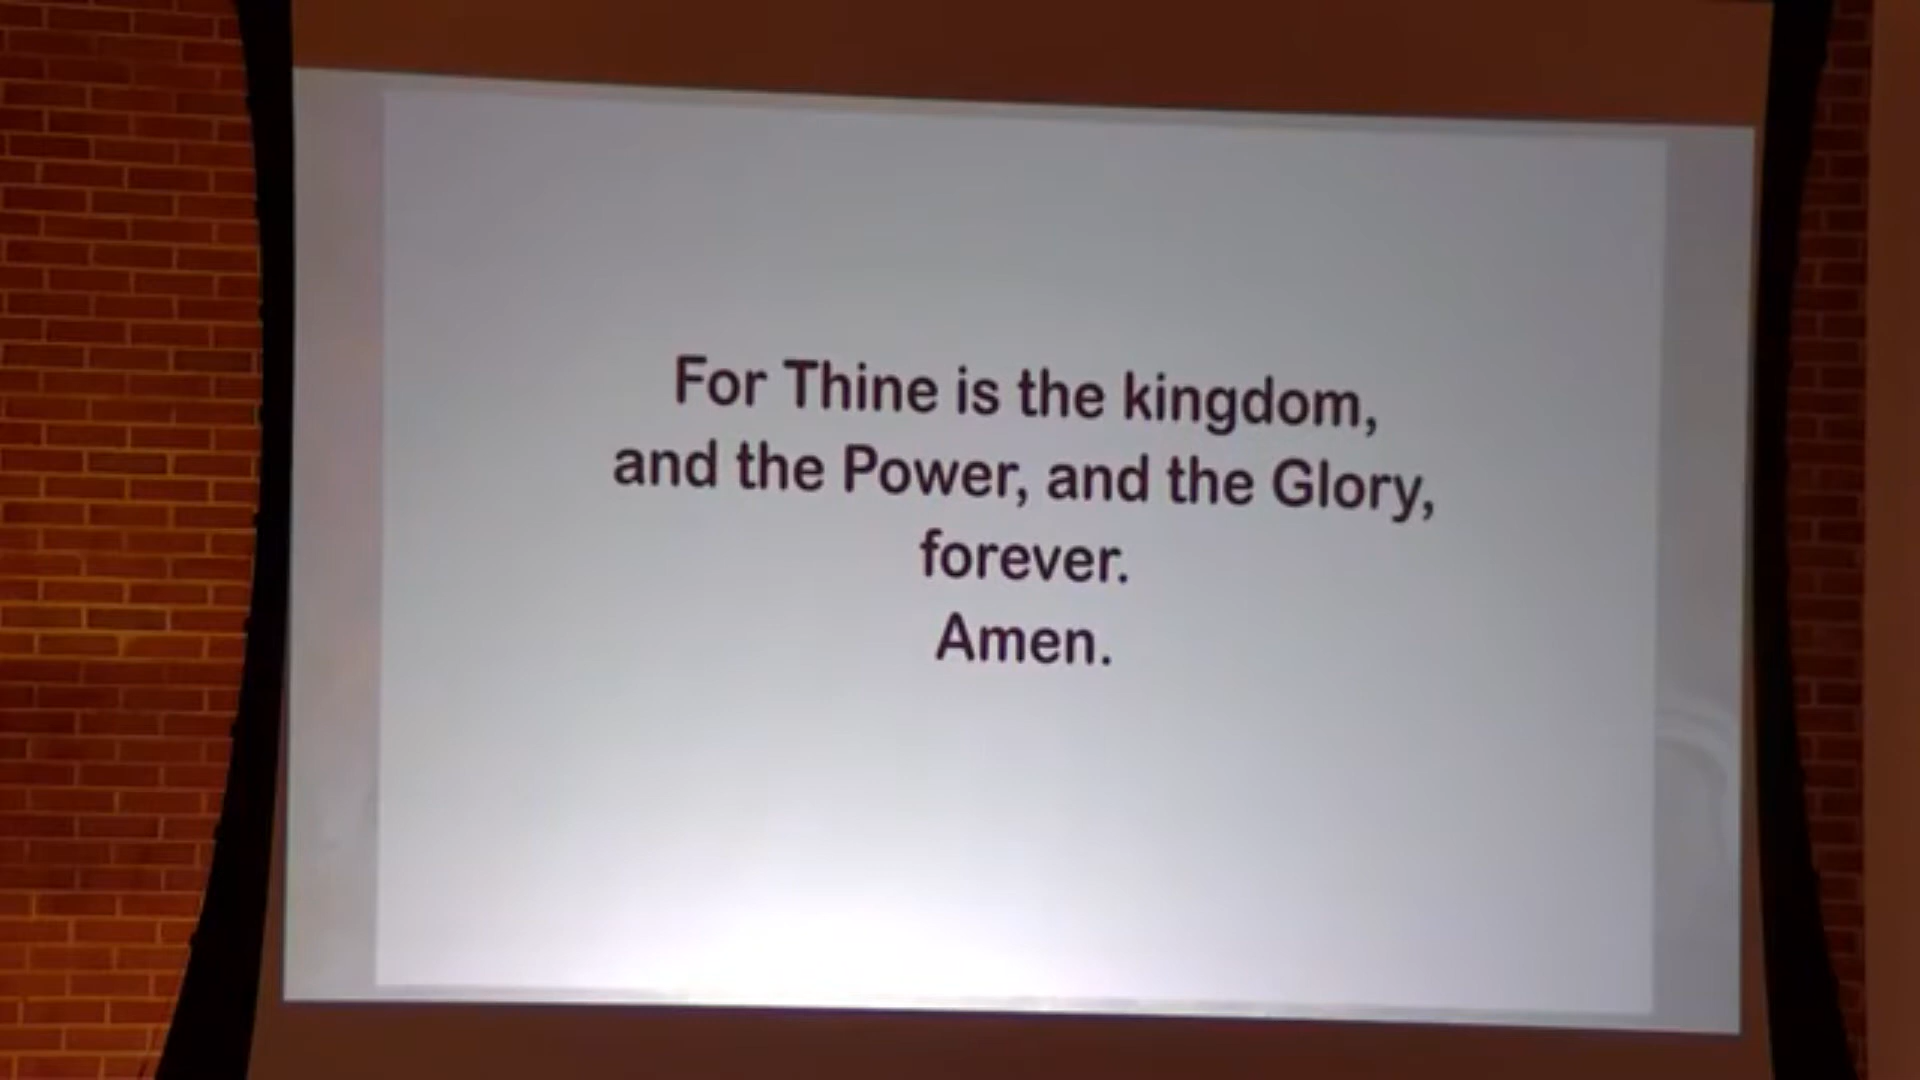 For Thine is the kingdom,
and the Power, and the Glory,
forever.
Amen.